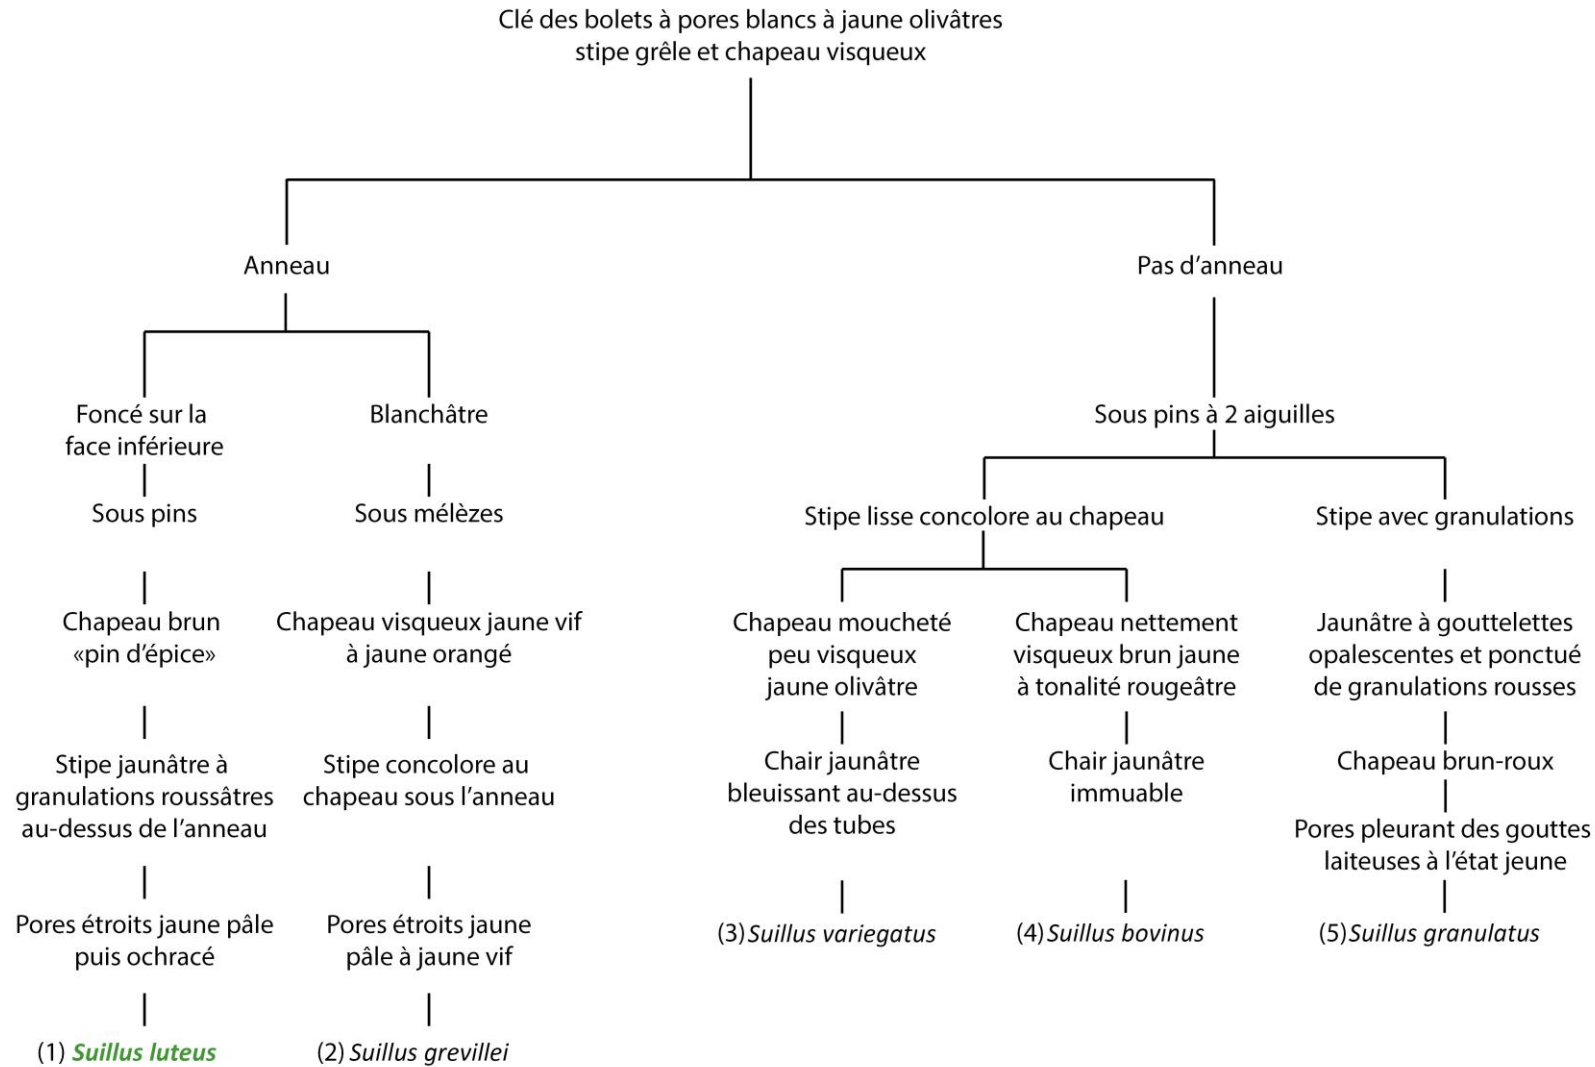 Clé des bolets à pores blancs à jaune olivâtres
stipe grêle et chapeau visqueux
Anneau
Pas d'anneau
Foncé sur la
face inférieure
Blanchâtre
Sous pins à 2 aiguilles
Sous pins
Sous mélèzes
Stipe lisse concolore au chapeau
Stipe avec granulations
Chapeau brun
«pin d'épice»
Chapeau visqueux jaune vif
à jaune orangé
Chapeau moucheté
peu visqueux
jaune olivâtre
Chapeau nettement
visqueux brun jaune
à tonalité rougeâtre
Jaunâtre à gouttelettes
opalescentes et ponctué
de granulations rousses
Stipe jaunâtre à
granulations roussâtres
au-dessus de l'anneau
Stipe concolore au
chapeau sous l'anneau
Chair jaunâtre
bleuissant au-dessus
des tubes
Chair jaunâtre
immuable
Chapeau brun-roux
Pores pleurant des gouttes
laiteuses à l'état jeune
Pores étroits jaune pâle
puis ochracé
Pores étroits jaune
pâle à jaune vif
(3) Suillus variegatus
(4) Suillus bovinus
(5) Suillus granulatus
(1) Suillus luteus
(2) Suillus grevillei